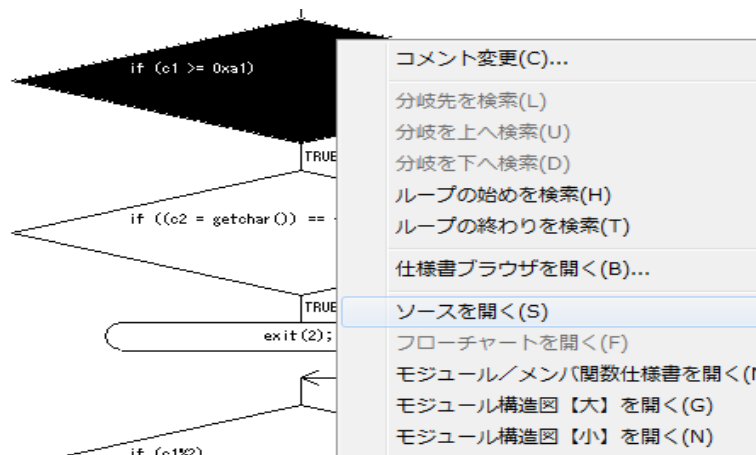 if (c1 >= 0xa1)
TRUE
if ((c2 = getchar()) ==
TRUE
exit(2);
if (c1%2)
コメント変更(C)...
分岐先を検索(L)
分岐を上へ検索(U)
分岐を下へ検索(D)
ループの始めを検索(H)
ループの終わりを検索(T)
仕様書ブラウザを開く(B)...
ソースを開く(S)
フローチャートを開く(F)
モジュール／メンバ関数仕様書を開く(
モジュール構造図【大】を開く(G)
モジュール構造図【小】を開く(N)